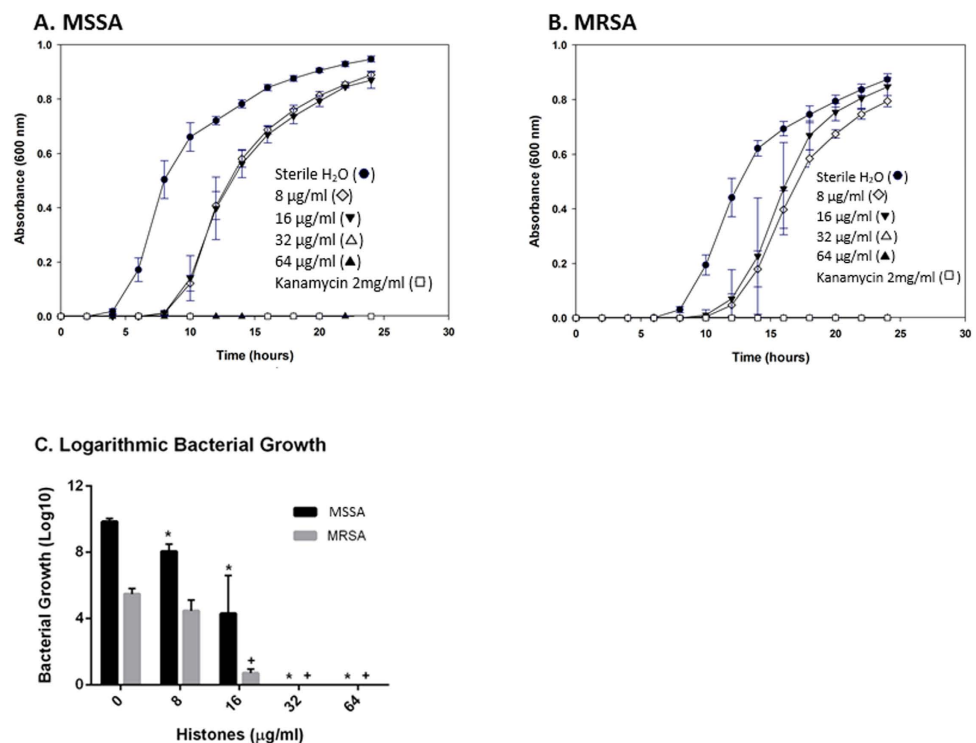 A. MSSA
1.0
0.8
0.6
0.4
0.2
0.0
Absorbance (600 nm)
Sterile H₂O (●)
8 µg/ml (◇)
16 µg/ml (▼)
32 µg/ml (△)
64 µg/ml (▲)
Kanamycin 2mg/ml (□)
0 5 10 15 20 25 30
Time (hours)
B. MRSA
1.0
0.8
0.6
0.4
0.2
0.0
Absorbance (600 nm)
Sterile H₂O (●)
8 µg/ml (◇)
16 µg/ml (▼)
32 µg/ml (△)
64 µg/ml (▲)
Kanamycin 2mg/ml (□)
0 5 10 15 20 25 30
Time (hours)
C. Logarithmic Bacterial Growth
12
8
4
0
Bacterial Growth (Log10)
MSSA
MRSA
*
*
+
* + * +
0 8 16 32 64
Histones (µg/ml)